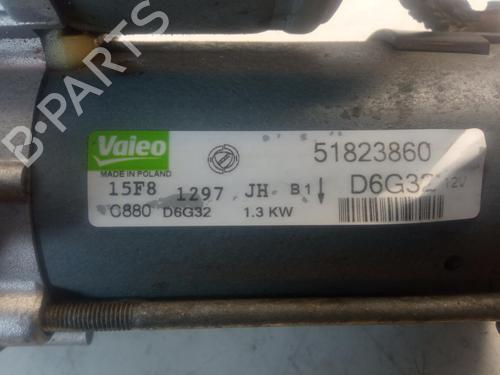 B-PARTS
Valeo
MADE IN POLAND
51823860
15F8 1297 JH B1
D6G32 12V
C880 D6G32 1.3 KW